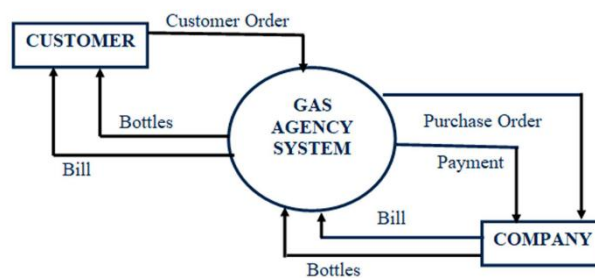 Customer Order
CUSTOMER
GAS
AGENCY
SYSTEM
Bottles
Bill
Purchase Order
Payment
Bill
COMPANY
Bottles